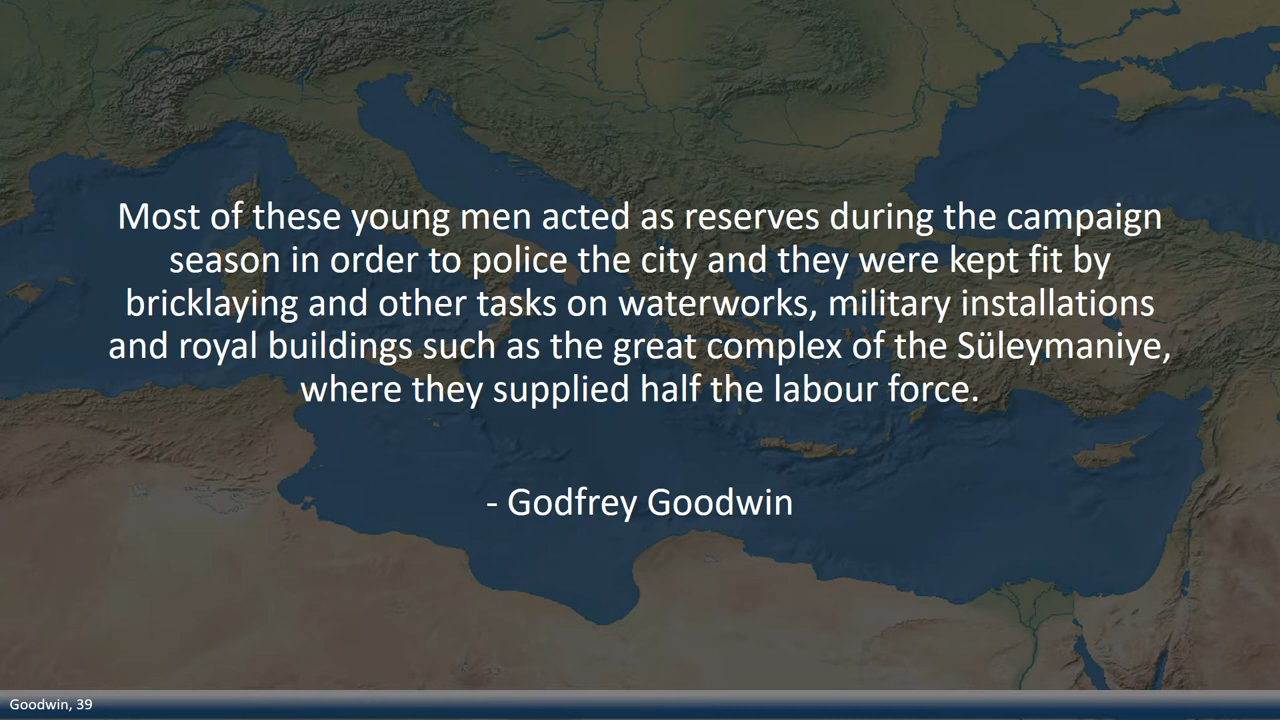 Most of these young men acted as reserves during the campaign
season in order to police the city and they were kept fit by
bricklaying and other tasks on waterworks, military installations
and royal buildings such as the great complex of the Süleymaniye,
where they supplied half the labour force.
- Godfrey Goodwin
Goodwin, 39